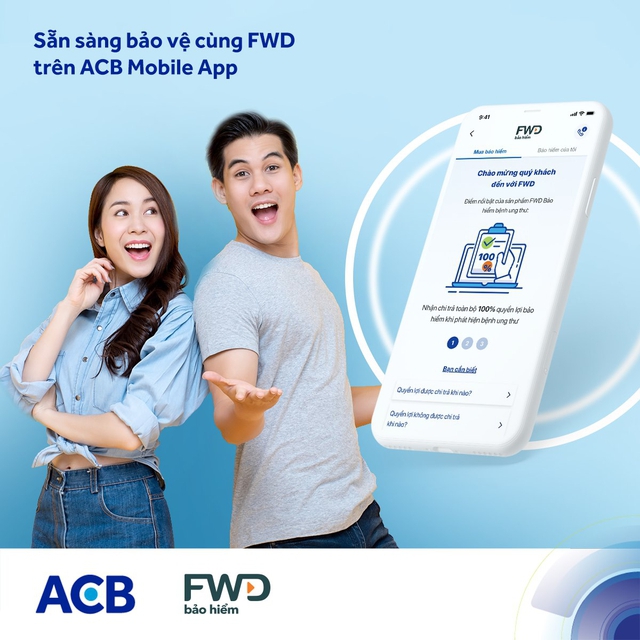 Sẵn sàng bảo vệ cùng FWD
trên ACB Mobile App
9:41
FWD
bảo hiểm
Mua bảo hiểm
Bảo hiểm của tôi
Chào mừng quý khách
đến với FWD
Điểm nổi bật của sản phẩm FWD Bảo
hiểm bệnh ung thư:
100
%
Nhận chi trả toàn bộ 100% quyền lợi bảo
hiểm khi phát hiện bệnh ung thư
1 2 3
Bạn cần biết
Quyền lợi được chi trả khi nào?
Quyền lợi không được chi trả
khi nào?
ACB
FWD
bảo hiểm